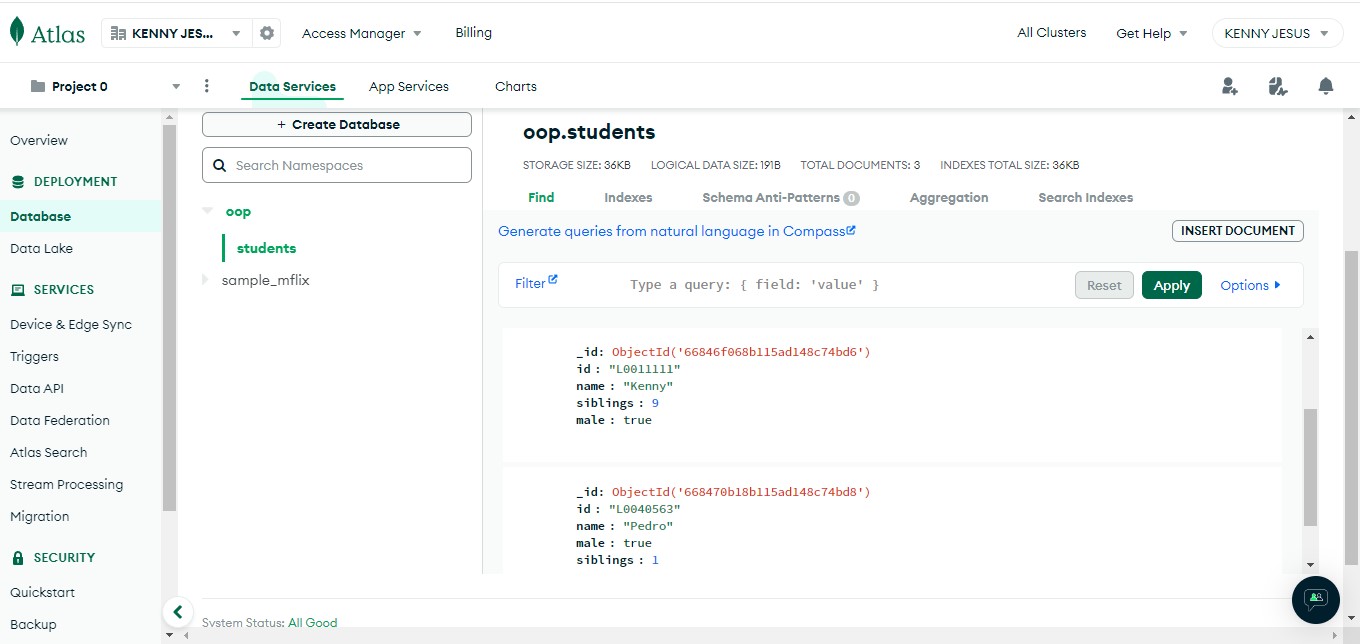 Atlas
KENNY JES...
Access Manager
Billing
All Clusters
Get Help
KENNY JESUS
Project 0
Data Services
App Services
Charts
Overview
DEPLOYMENT
Database
Data Lake
SERVICES
Device & Edge Sync
Triggers
Data API
Data Federation
Atlas Search
Stream Processing
Migration
SECURITY
Quickstart
Backup
+ Create Database
Search Namespaces
oop
students
sample_mflix
oop.students
STORAGE SIZE: 36KB LOGICAL DATA SIZE: 191B TOTAL DOCUMENTS: 3 INDEXES TOTAL SIZE: 36KB
Find Indexes Schema Anti-Patterns 0 Aggregation Search Indexes
Generate queries from natural language in Compass
INSERT DOCUMENT
Filter
Type a query: { field: 'value' }
Reset
Apply
Options
_id: ObjectId('66846f068b115ad148c74bd6')
id : "L0011111"
name : "Kenny"
siblings : 9
male : true
_id: ObjectId('668470b18b115ad148c74bd8')
id : "L0040563"
name : "Pedro"
male : true
siblings : 1
System Status: All Good